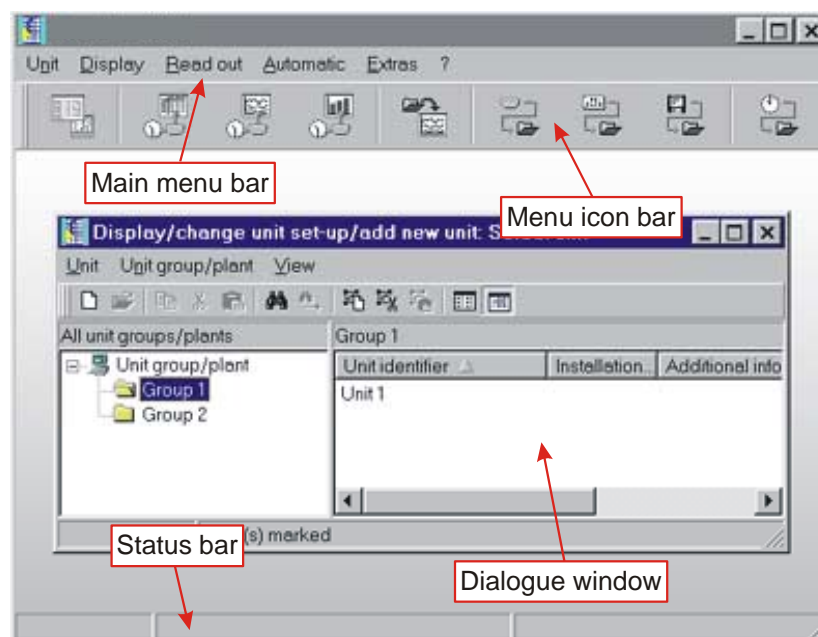 Unit Display Read out Automatic Extras ?
Main menu bar
Menu icon bar
Display/change unit set-up/add new unit:
Unit Unit group/plant View
All unit groups/plants Group 1
Unit group/plant Unit identifier Installation... Additional info
Group 1 Unit 1
Group 2
Status bar (s) marked
Dialogue window